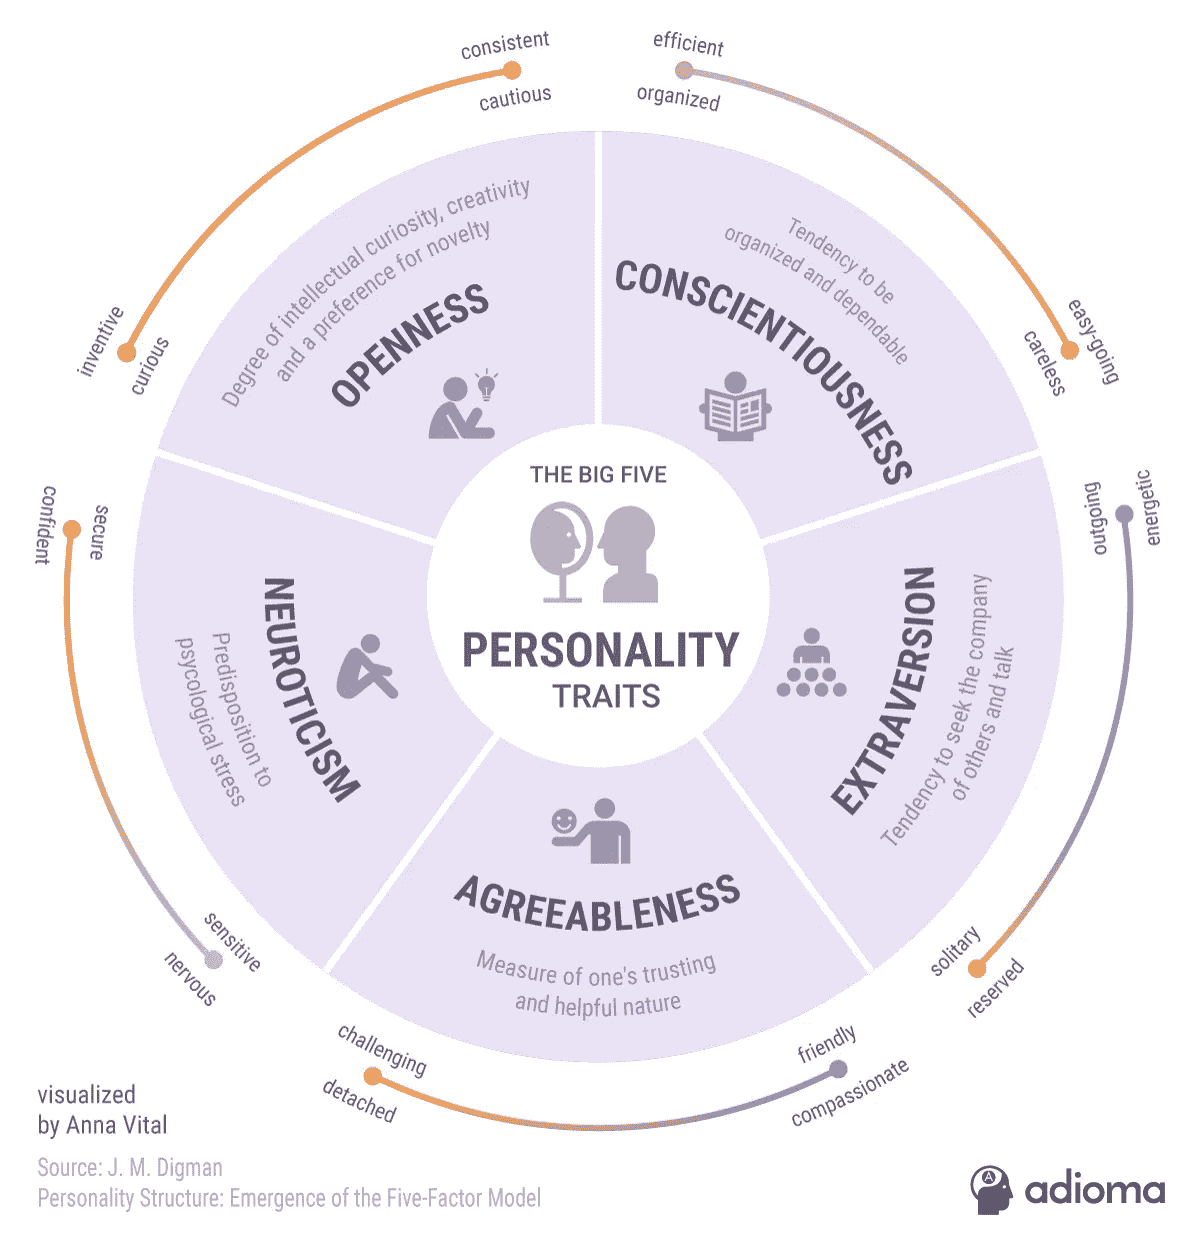 consistent
cautious
efficient
organized
inventive
curious
easy-going
careless
Degree of intellectual curiosity, creativity
and a preference for novelty
OPENNESS
Tendency to be
organized and dependable
CONSCIENTIOUSNESS
THE BIG FIVE
PERSONALITY
TRAITS
confident
secure
NEUROTICISM
Predisposition to
psycological stress
sensitive
nervous
energetic
outgoing
EXTRAVERSION
Tendency to seek the company
of others and talk
solitary
reserved
AGREEABLENESS
Measure of one's trusting
and helpful nature
challenging
detached
friendly
compassionate
visualized
by Anna Vital
Source: J. M. Digman
Personality Structure: Emergence of the Five-Factor Model
A
adioma